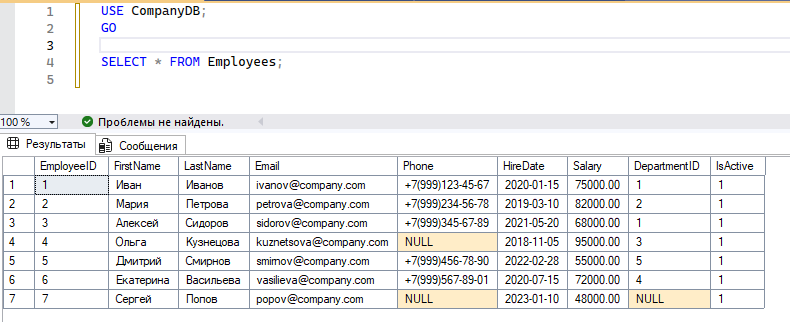 1 USE CompanyDB;
2 GO
3
4 SELECT * FROM Employees;
5
100 % Проблемы не найдены.
Результаты Сообщения
EmployeeID FirstName LastName Email Phone HireDate Salary DepartmentID IsActive
1 1 Иван Иванов ivanov@company.com +7(999)123-45-67 2020-01-15 75000.00 1 1
2 2 Мария Петрова petrova@company.com +7(999)234-56-78 2019-03-10 82000.00 2 1
3 3 Алексей Сидоров sidorov@company.com +7(999)345-67-89 2021-05-20 68000.00 1 1
4 4 Ольга Кузнецова kuznetsova@company.com NULL 2018-11-05 95000.00 3 1
5 5 Дмитрий Смирнов smirnov@company.com +7(999)456-78-90 2022-02-28 55000.00 5 1
6 6 Екатерина Васильева vasilieva@company.com +7(999)567-89-01 2020-07-15 72000.00 4 1
7 7 Сергей Попов popov@company.com NULL 2023-01-10 48000.00 NULL 1